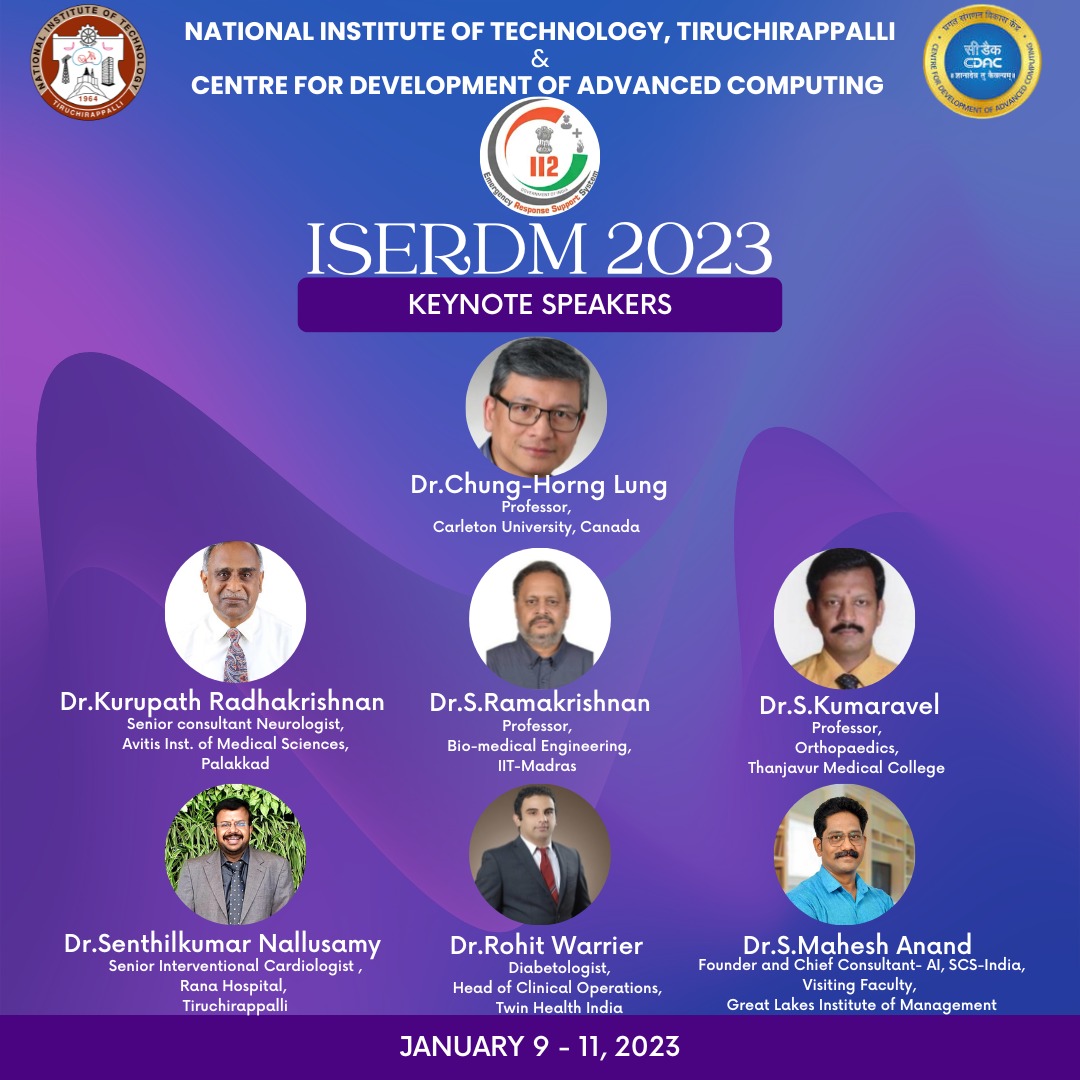 NATIONAL INSTITUTE OF TECHNOLOGY, TIRUCHIRAPPALLI
&
CENTRE FOR DEVELOPMENT OF ADVANCED COMPUTING
NATIONAL INSTITUTE OF TECHNOLOGY
1964
TIRUCHIRAPPALLI
प्रगत संगणन विकास केंद्र
सी डैक
CDAC
॥ज्ञानादेव तु कैवल्यम्॥
CENTRE FOR DEVELOPMENT OF ADVANCED COMPUTING
112
GOVERNMENT OF INDIA
Emergency Response Support System
ISERDM 2023
KEYNOTE SPEAKERS
Dr.Chung-Horng Lung
Professor,
Carleton University, Canada
Dr.Kurupath Radhakrishnan
Senior consultant Neurologist,
Avitis Inst. of Medical Sciences,
Palakkad
Dr.S.Ramakrishnan
Professor,
Bio-medical Engineering,
IIT-Madras
Dr.S.Kumaravel
Professor,
Orthopaedics,
Thanjavur Medical College
Dr.Senthilkumar Nallusamy
Senior Interventional Cardiologist ,
Rana Hospital,
Tiruchirappalli
Dr.Rohit Warrier
Diabetologist,
Head of Clinical Operations,
Twin Health India
Dr.S.Mahesh Anand
Founder and Chief Consultant- AI, SCS-India,
Visiting Faculty,
Great Lakes Institute of Management
JANUARY 9 - 11, 2023